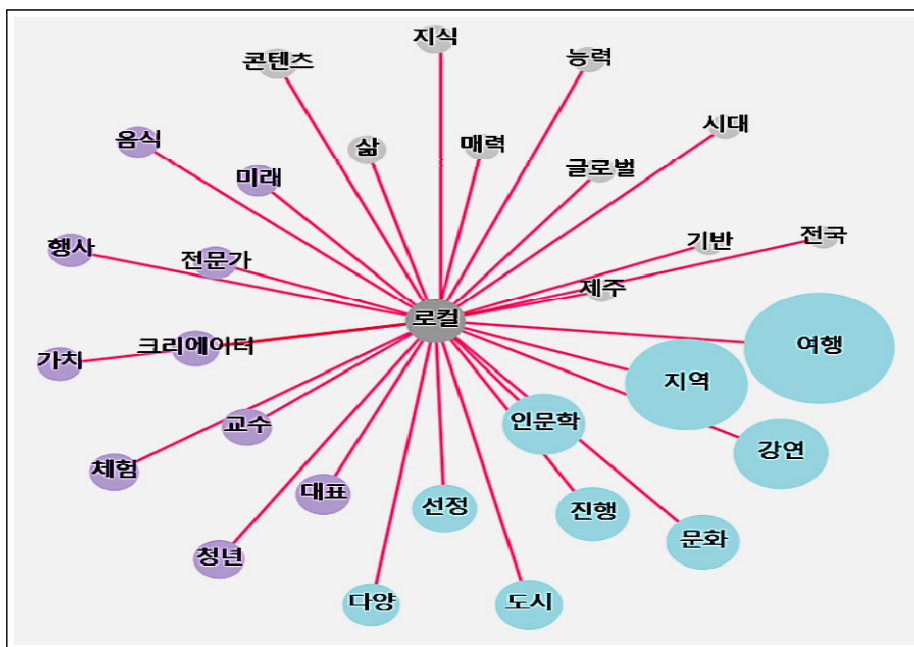 지식
콘텐츠
능력
시대
음식
삶
매력
미래
글로벌
행사
전문가
기반
전국
제주
로컬
가치
크리에이터
여행
지역
인문학
교수
강연
체험
대표
선정
진행
문화
청년
다양
도시